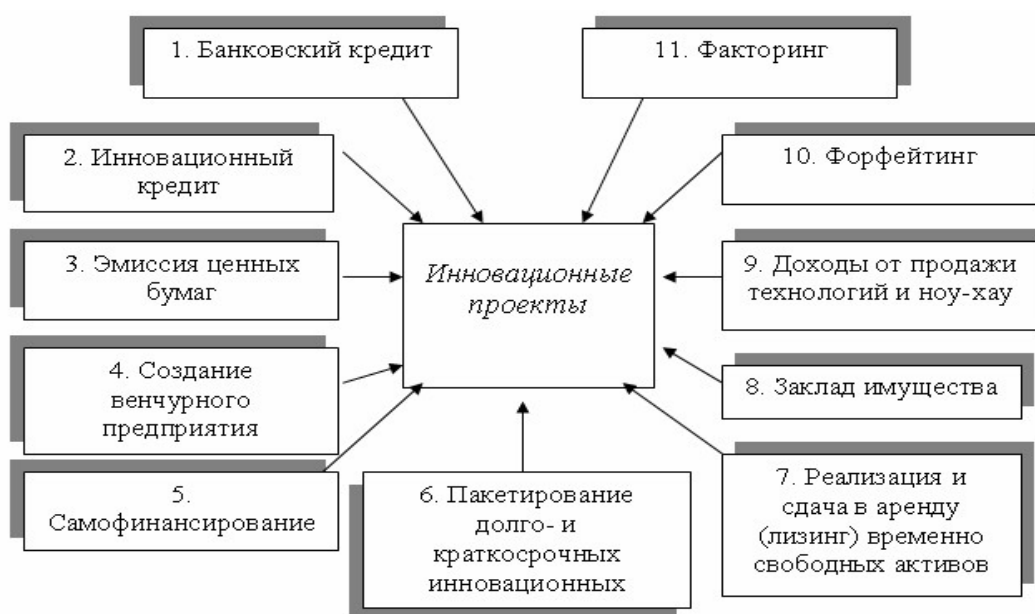 1. Банковский кредит
11. Факторинг
2. Инновационный
кредит
10. Форфейтинг
3. Эмиссия ценных
бумаг
Инновационные
проекты
9. Доходы от продажи
технологий и ноу-хау
4. Создание
венчурного
предприятия
8. Заклад имущества
5.
Самофинансирование
6. Пакетирование
долго- и
краткосрочных
инновационных
7. Реализация и
сдача в аренду
(лизинг) временно
свободных активов